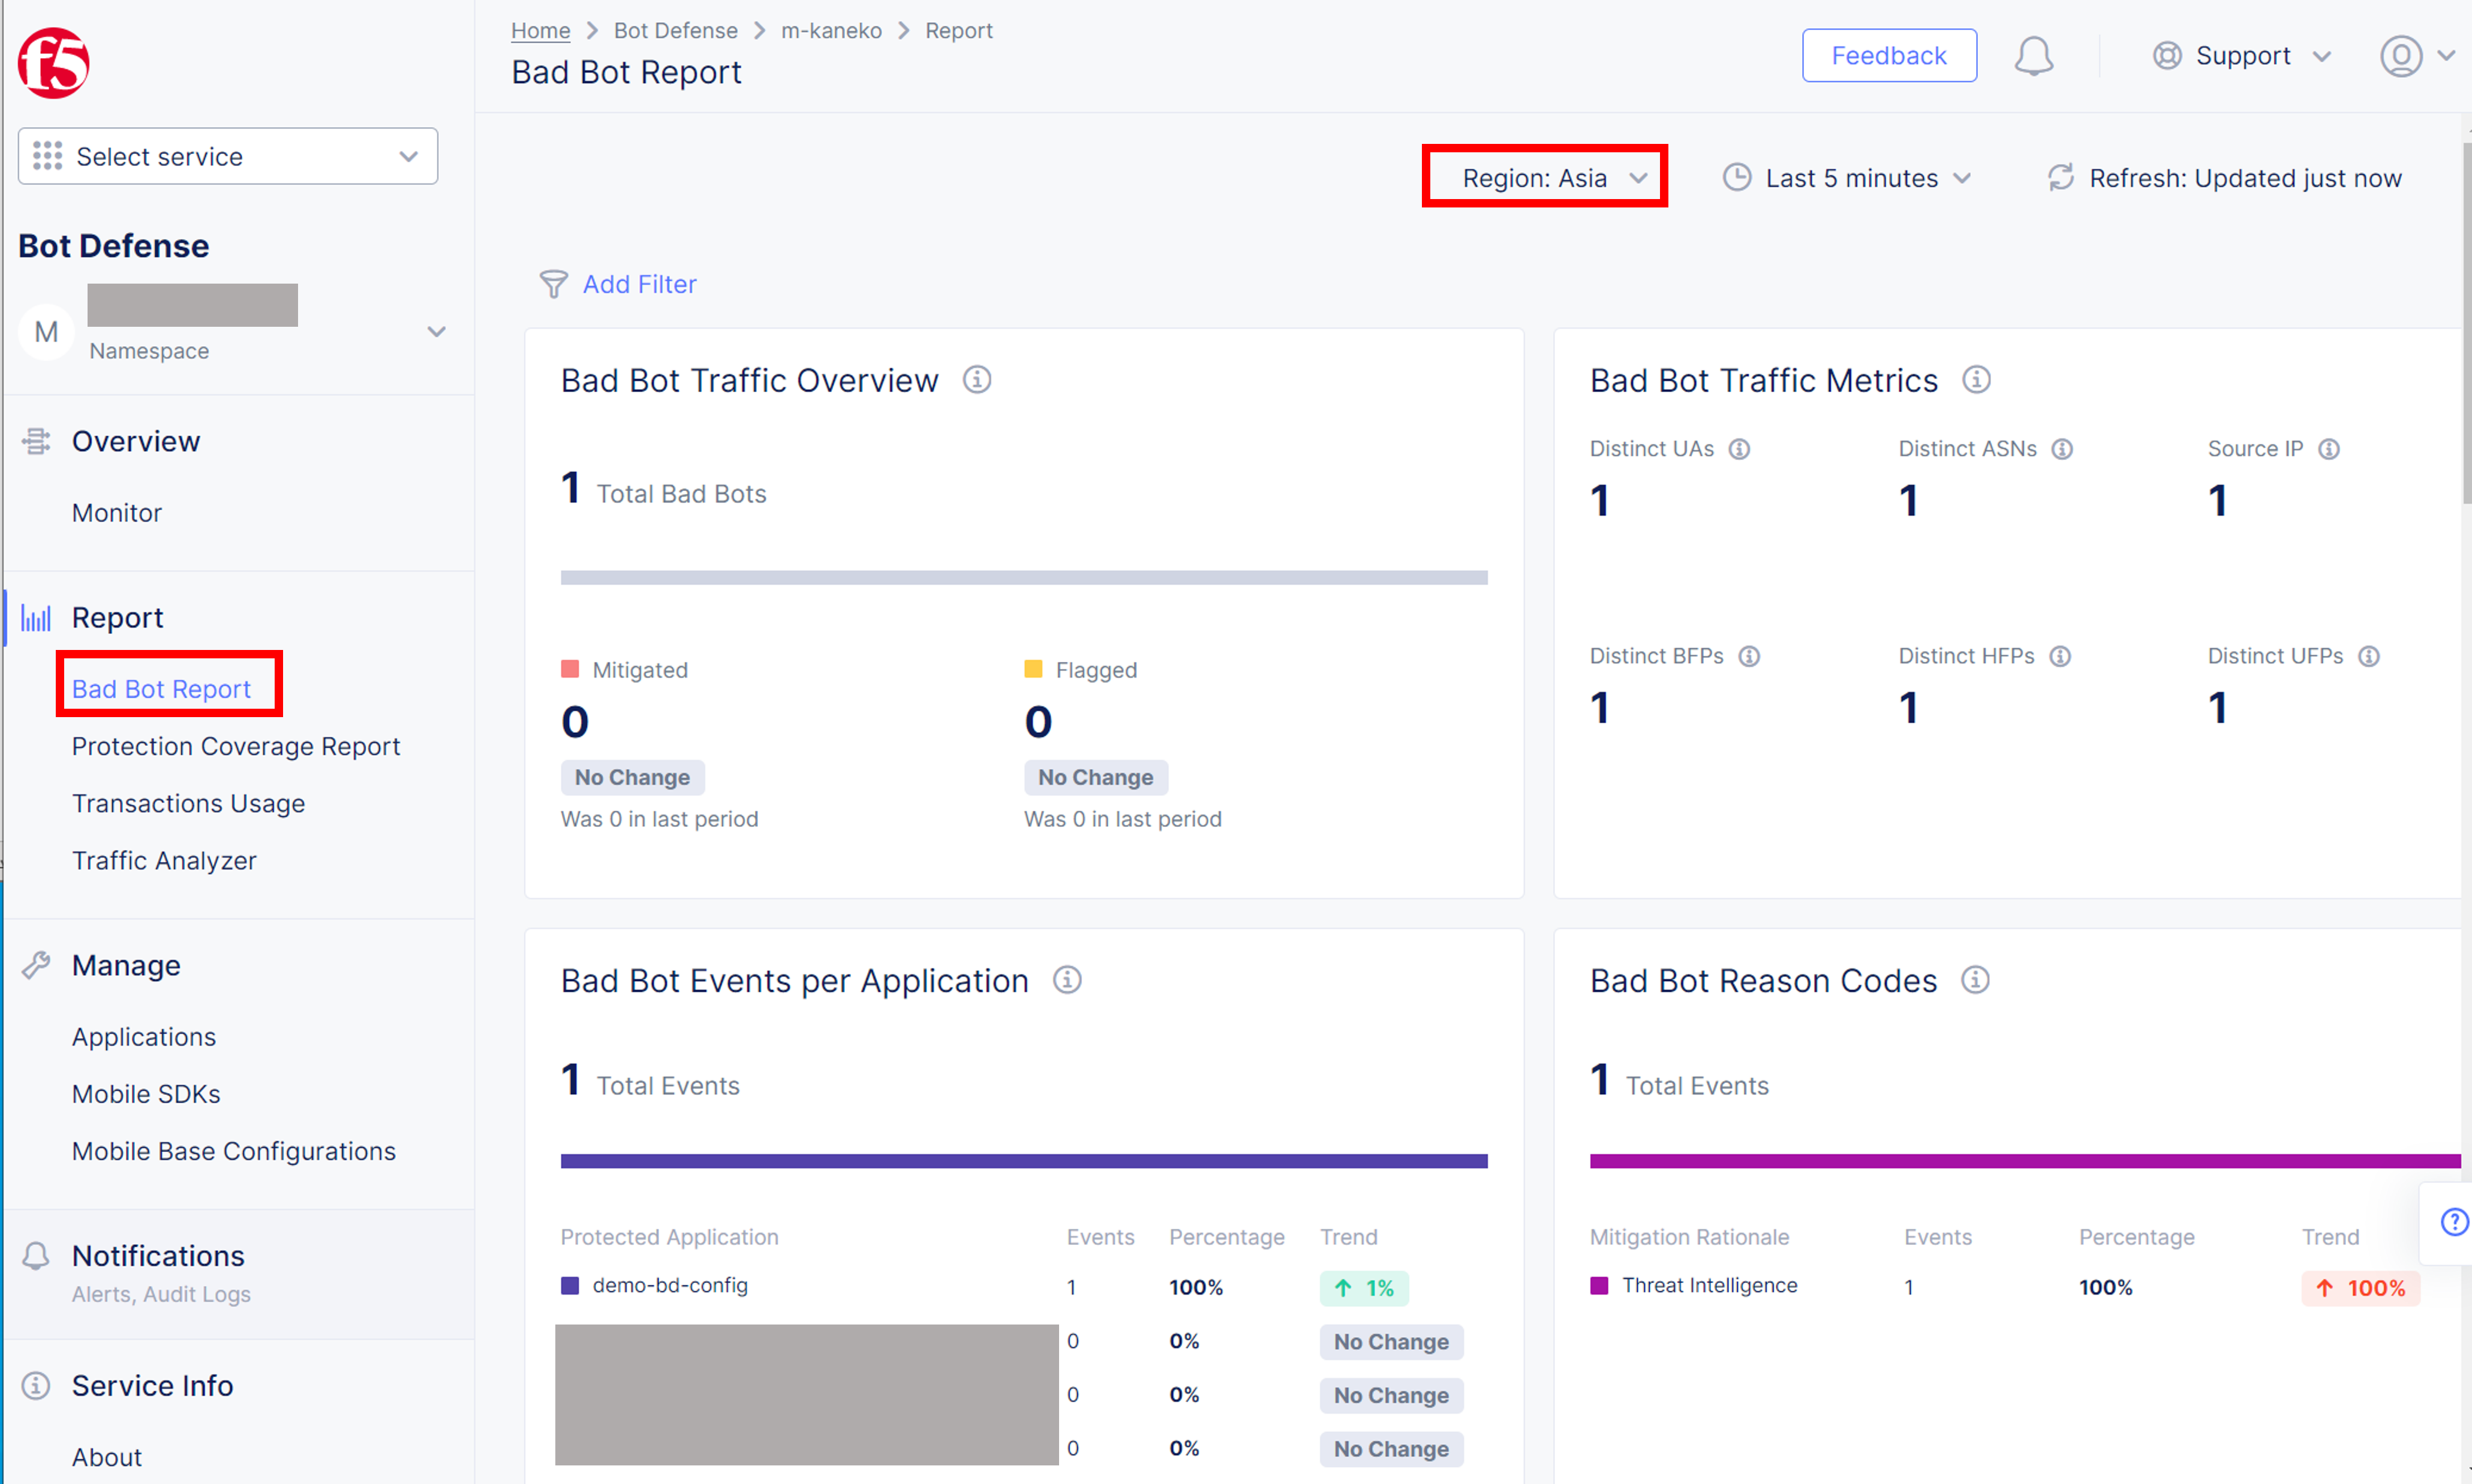 f5
Select service
Bot Defense
M
Namespace
Overview
Monitor
Report
Bad Bot Report
Protection Coverage Report
Transactions Usage
Traffic Analyzer
Manage
Applications
Mobile SDKs
Mobile Base Configurations
Notifications
Alerts, Audit Logs
Service Info
About
Home > Bot Defense > m-kaneko > Report
Bad Bot Report
Feedback
Support
Region: Asia
Last 5 minutes
Refresh: Updated just now
Add Filter
Bad Bot Traffic Overview
1 Total Bad Bots
Mitigated Flagged
0 0
No Change No Change
Was 0 in last period Was 0 in last period
Bad Bot Traffic Metrics
Distinct UAs Distinct ASNs Source IP
1 1 1
Distinct BFPs Distinct HFPs Distinct UFPs
1 1 1
Bad Bot Events per Application
1 Total Events
Protected Application Events Percentage Trend
demo-bd-config 1 100% ↑ 1%
0 0% No Change
0 0% No Change
0 0% No Change
Bad Bot Reason Codes
1 Total Events
Mitigation Rationale Events Percentage Trend
Threat Intelligence 1 100% ↑ 100%